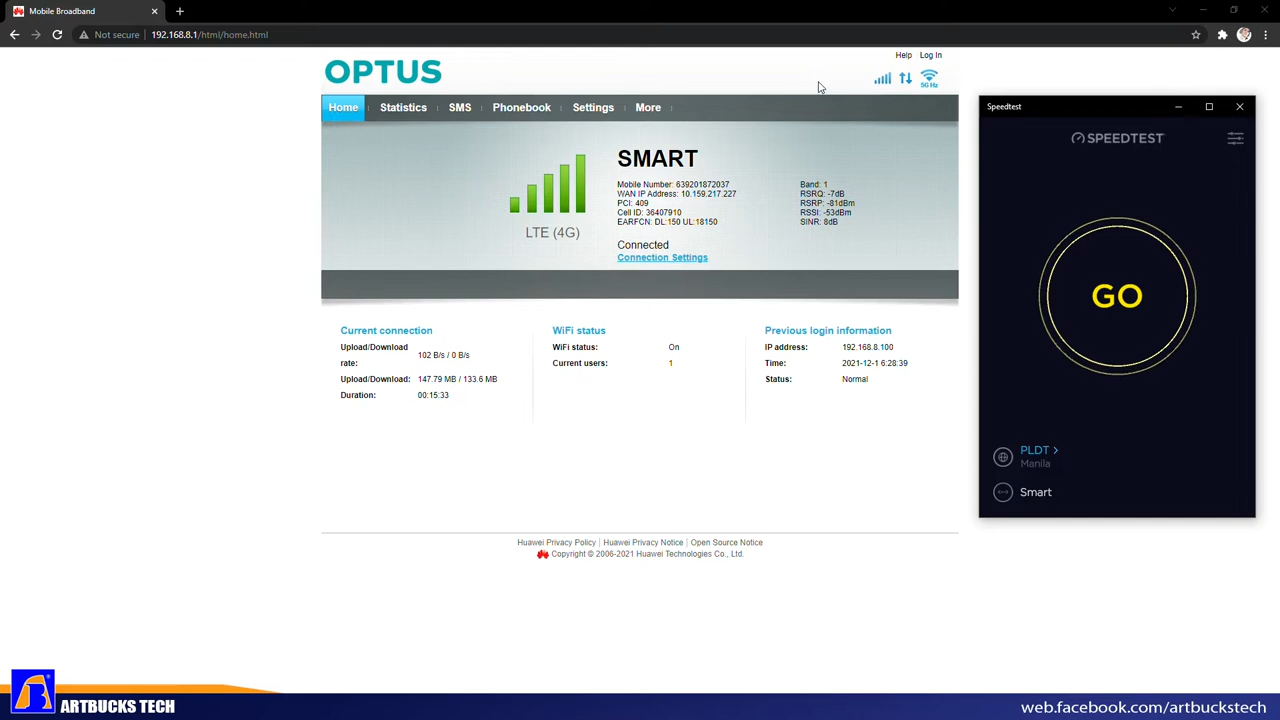 Mobile Broadband
Not secure 192.168.8.1/html/home.html
Help Log In
OPTUS
5G Hz
Home Statistics SMS Phonebook Settings More
SMART
LTE (4G)
Mobile Number: 639201872037
WAN IP Address: 10.159.217.227
PCI: 409
Cell ID: 36407910
EARFCN: DL:150 UL:18150
Band: 1
RSRQ: -7dB
RSRP: -81dBm
RSSI: -53dBm
SINR: 8dB
Connected
Connection Settings
Current connection
Upload/Download rate: 102 B/s / 0 B/s
Upload/Download: 147.79 MB / 133.6 MB
Duration: 00:15:33
WiFi status
WiFi status: On
Current users: 1
Previous login information
IP address: 192.168.8.100
Time: 2021-12-1 6:28:39
Status: Normal
Huawei Privacy Policy | Huawei Privacy Notice | Open Source Notice
Copyright © 2006-2021 Huawei Technologies Co., Ltd.
Speedtest
SPEEDTEST
GO
PLDT
Manila
Smart
ARTBUCKS TECH
web.facebook.com/artbuckstech